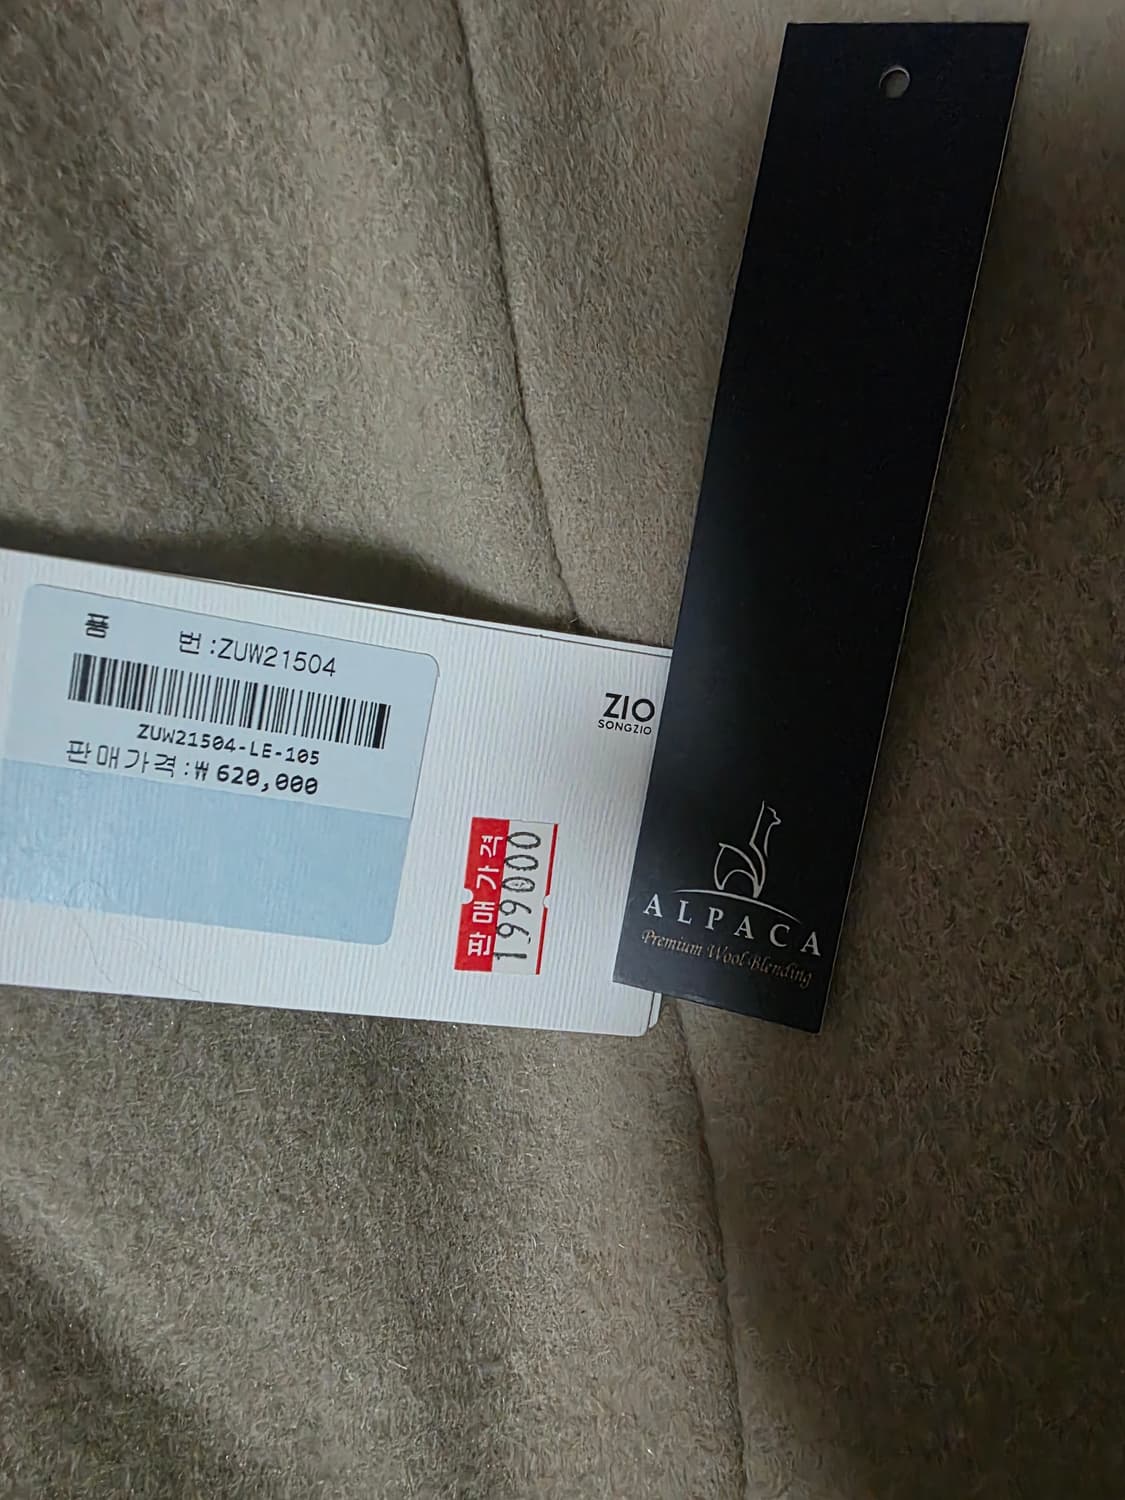 품 번 :ZUW21504
ZUW21504-LE-105
판매가격 :₩ 620,000
ZIO
SONGZIO
판매가격
199000
ALPACA
Premium Wool Blending